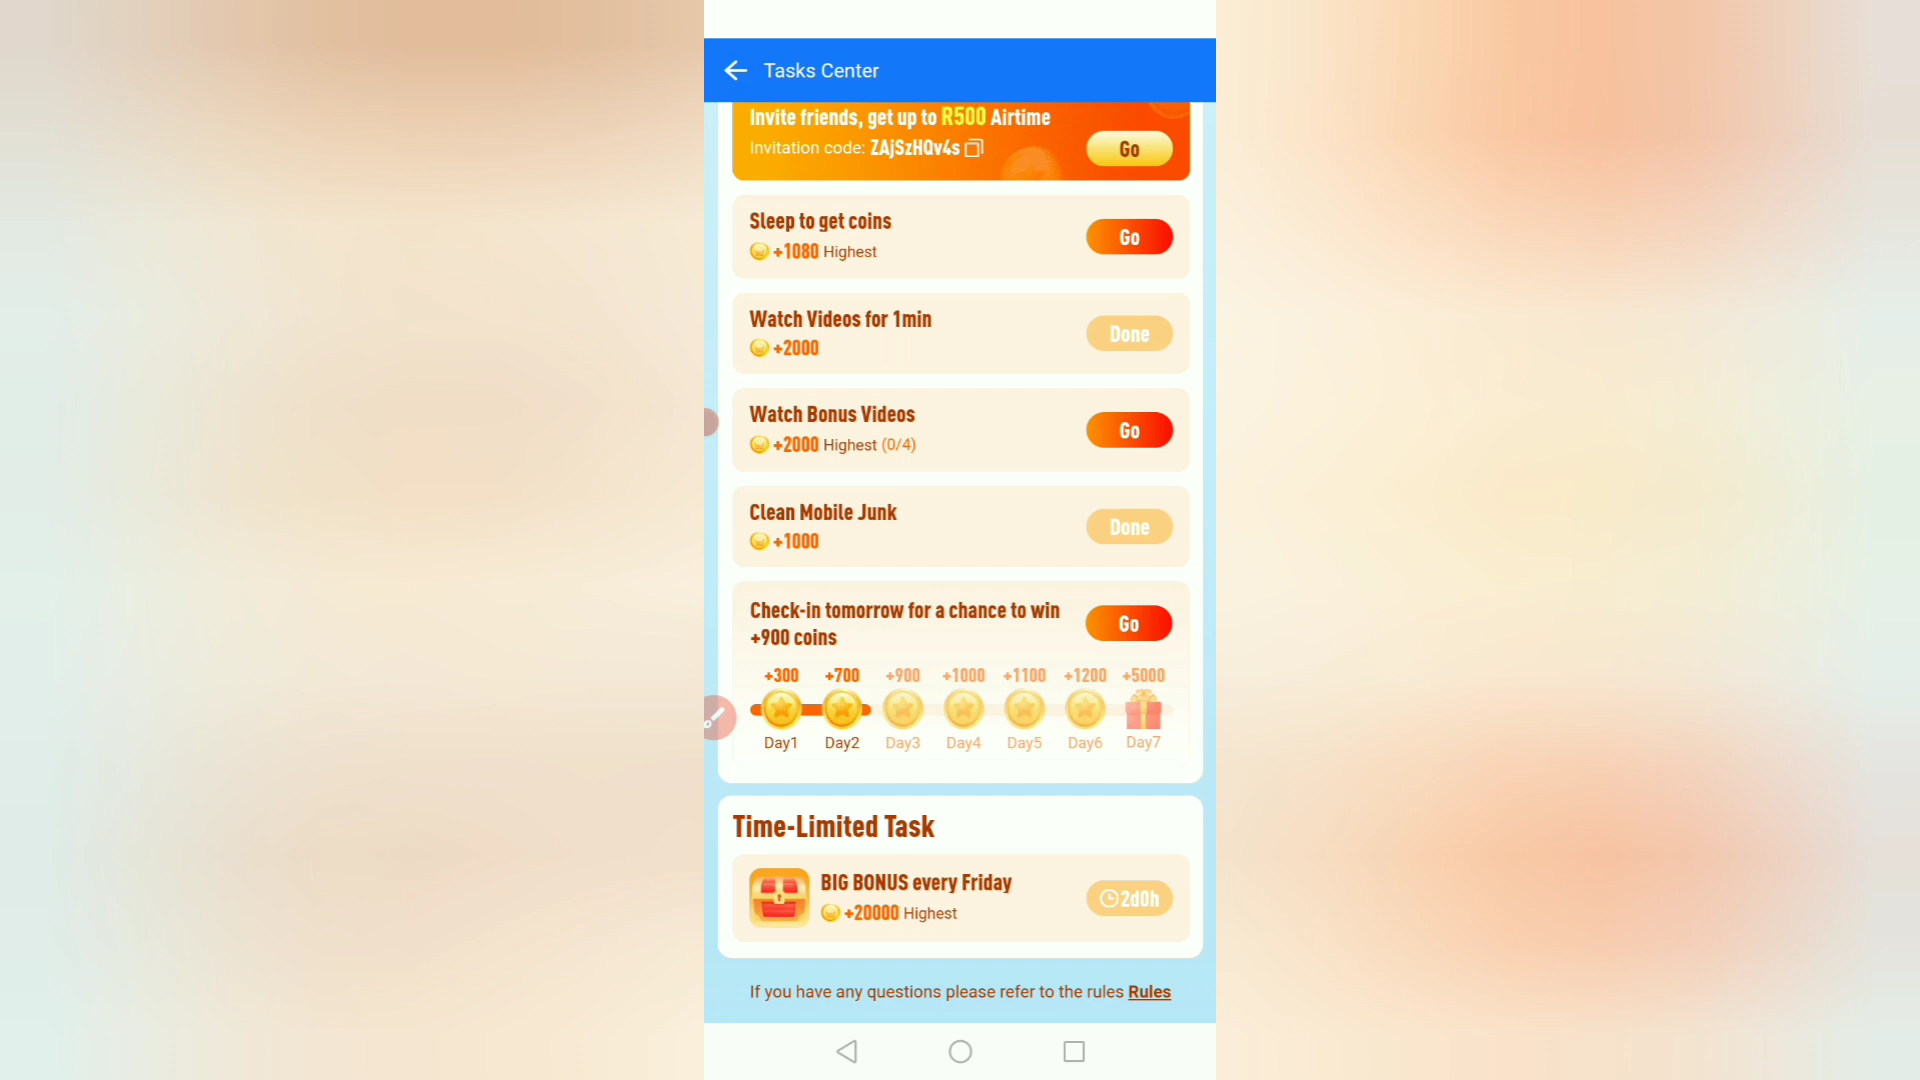 Tasks Center
Invite friends, get up to R500 Airtime
Invitation code: ZAjSzHQv4s
Go
Sleep to get coins
+1080 Highest
Go
Watch Videos for 1min
+2000
Done
Watch Bonus Videos
+2000 Highest (0/4)
Go
Clean Mobile Junk
+1000
Done
Check-in tomorrow for a chance to win
+900 coins
Go
+300 +700 +900 +1000 +1100 +1200 +5000
Day1 Day2 Day3 Day4 Day5 Day6 Day7
Time-Limited Task
BIG BONUS every Friday
+20000 Highest
2d0h
If you have any questions please refer to the rules Rules